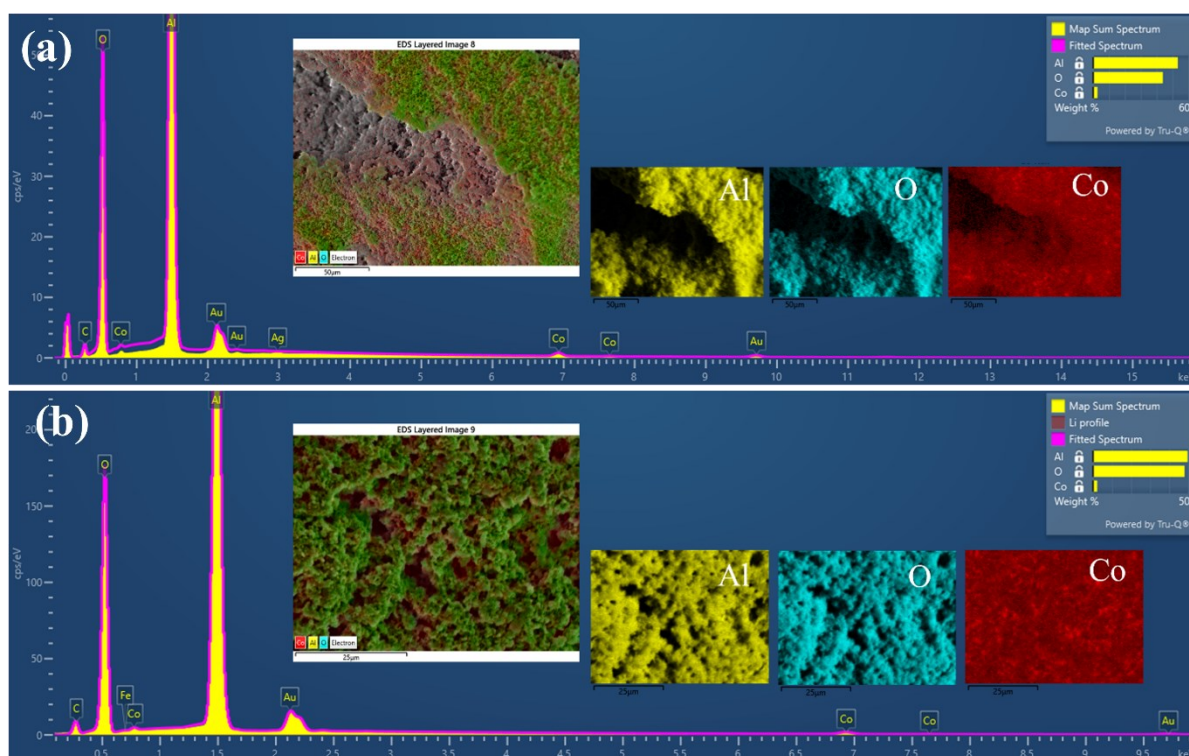 (a)
O
Al
C
Co
Au
Au
Ag
Co
Co
Au
40
30
20
10
0
cps/eV
0 1 2 3 4 5 6 7 8 9 10 11 12 13 14 15
EDS Layered Image 8
Co Al O Electron
50μm
Al
O
Co
50μm
50μm
50μm
Map Sum Spectrum
Fitted Spectrum
Al
O
Co
Weight % 60
Powered by Tru-Q®
(b)
O
Al
C
Fe
Co
Au
Co
Co
Au
150
100
50
0
cps/eV
0.5 1 1.5 2 2.5 3 3.5 4 4.5 5 5.5 6 6.5 7 7.5 8 8.5 9 9.5
EDS Layered Image 9
Co Al O Electron
25μm
Al
O
Co
25μm
25μm
25μm
Map Sum Spectrum
Li profile
Fitted Spectrum
Al
O
Co
Weight % 50
Powered by Tru-Q®